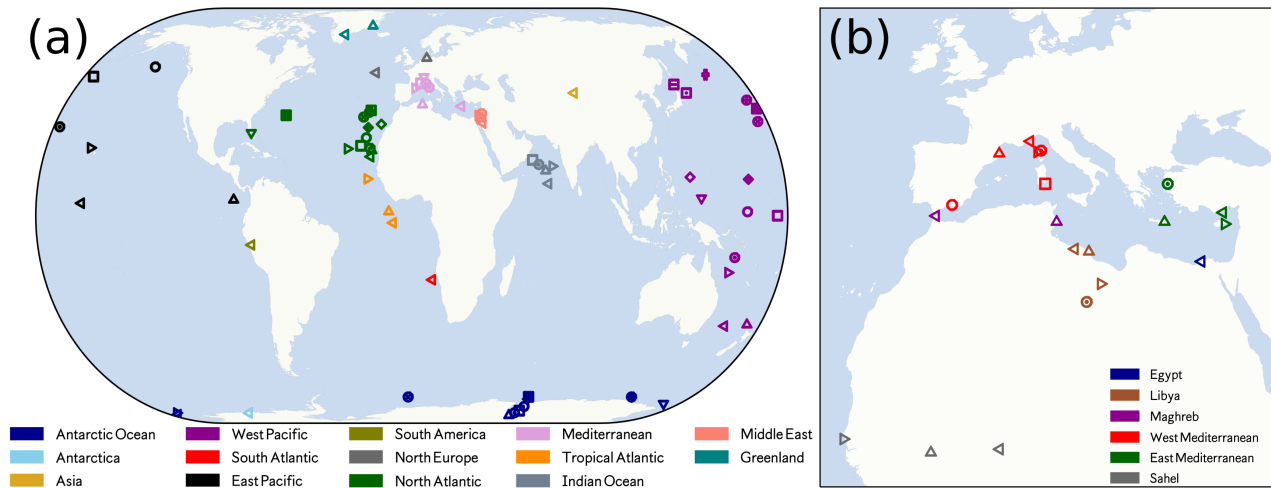 (a)
(b)
Antarctic Ocean
West Pacific
South America
Mediterranean
Middle East
Antarctica
South Atlantic
North Europe
Tropical Atlantic
Greenland
Asia
East Pacific
North Atlantic
Indian Ocean
Egypt
Libya
Maghreb
West Mediterranean
East Mediterranean
Sahel